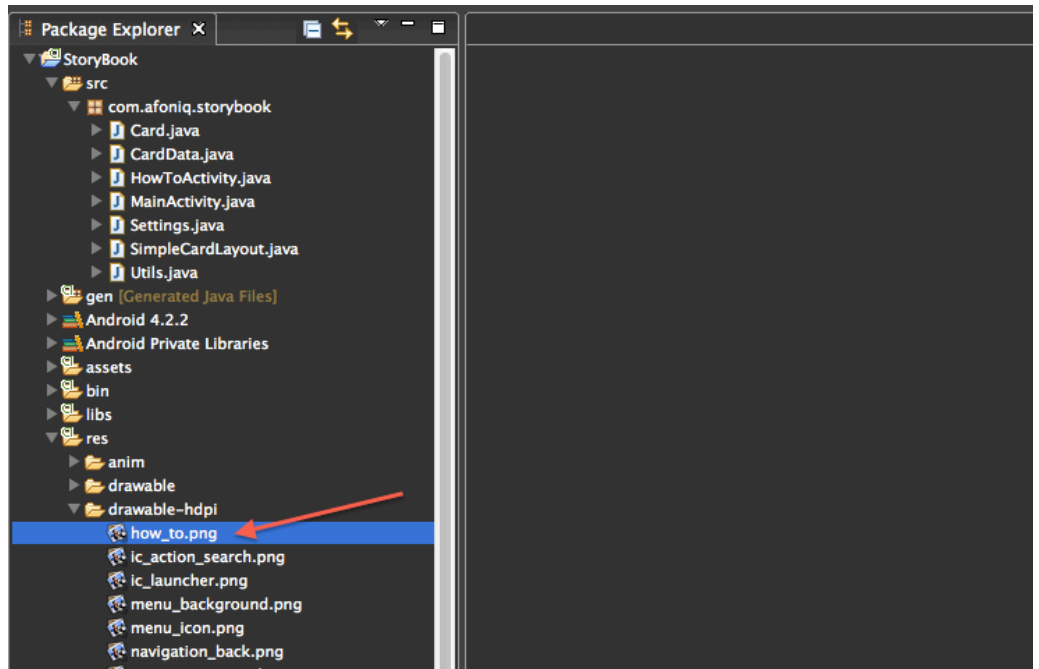 Package Explorer
StoryBook
src
com.afoniq.storybook
Card.java
CardData.java
HowToActivity.java
MainActivity.java
Settings.java
SimpleCardLayout.java
Utils.java
gen [Generated Java Files]
Android 4.2.2
Android Private Libraries
assets
bin
libs
res
anim
drawable
drawable-hdpi
how_to.png
ic_action_search.png
ic_launcher.png
menu_background.png
menu_icon.png
navigation_back.png